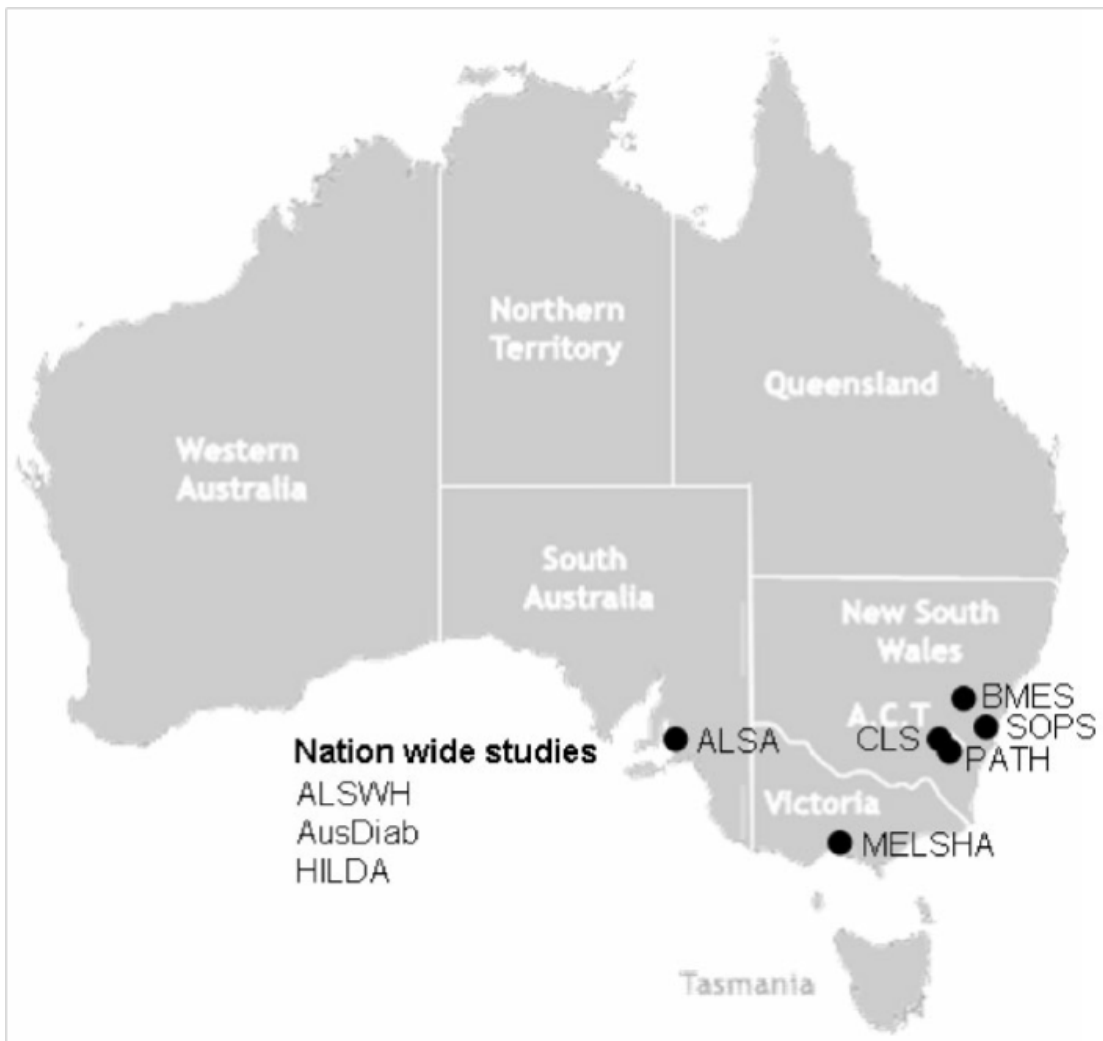 Northern
Territory
Queensland
Western
Australia
South
Australia
New South
Wales
BMES
A.C.T
SOPS
CLS
PATH
ALSA
Nation wide studies
ALSWH
AusDiab
HILDA
Victoria
MELSHA
Tasmania